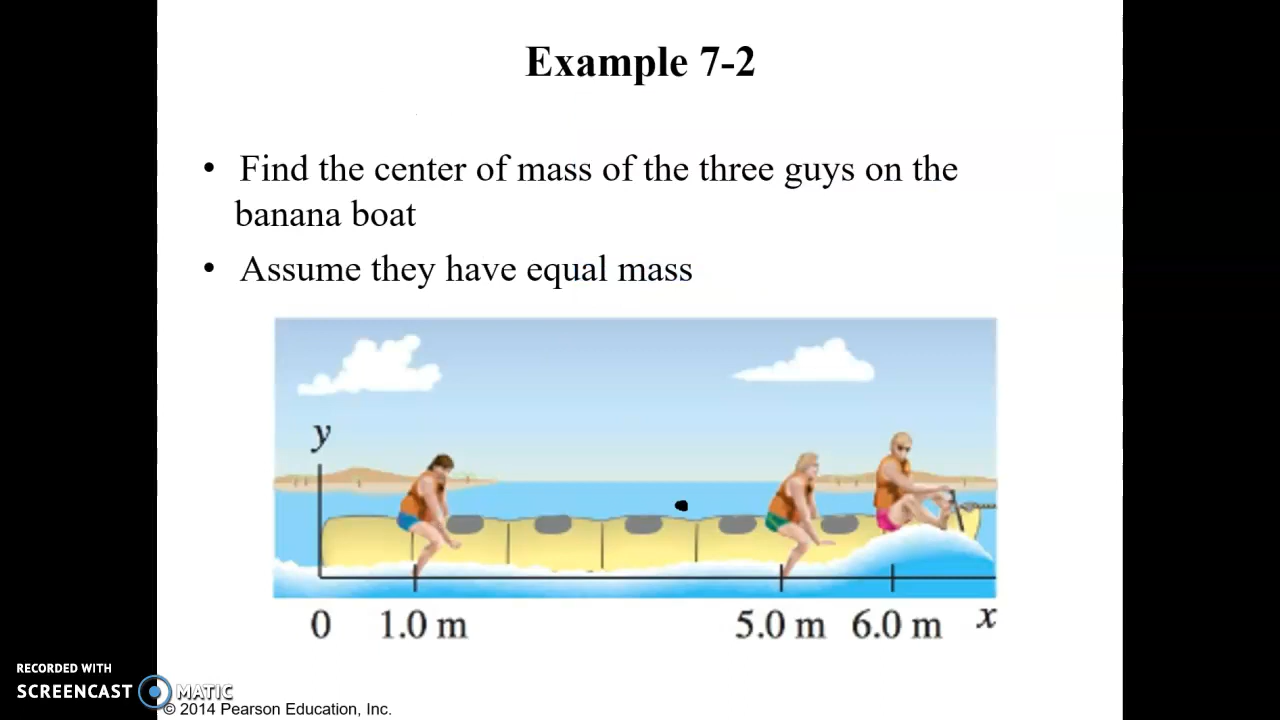 Example 7-2
• Find the center of mass of the three guys on the
banana boat
• Assume they have equal mass
y
0 1.0 m 5.0 m 6.0 m x
RECORDED WITH
SCREENCAST MATIC
© 2014 Pearson Education, Inc.